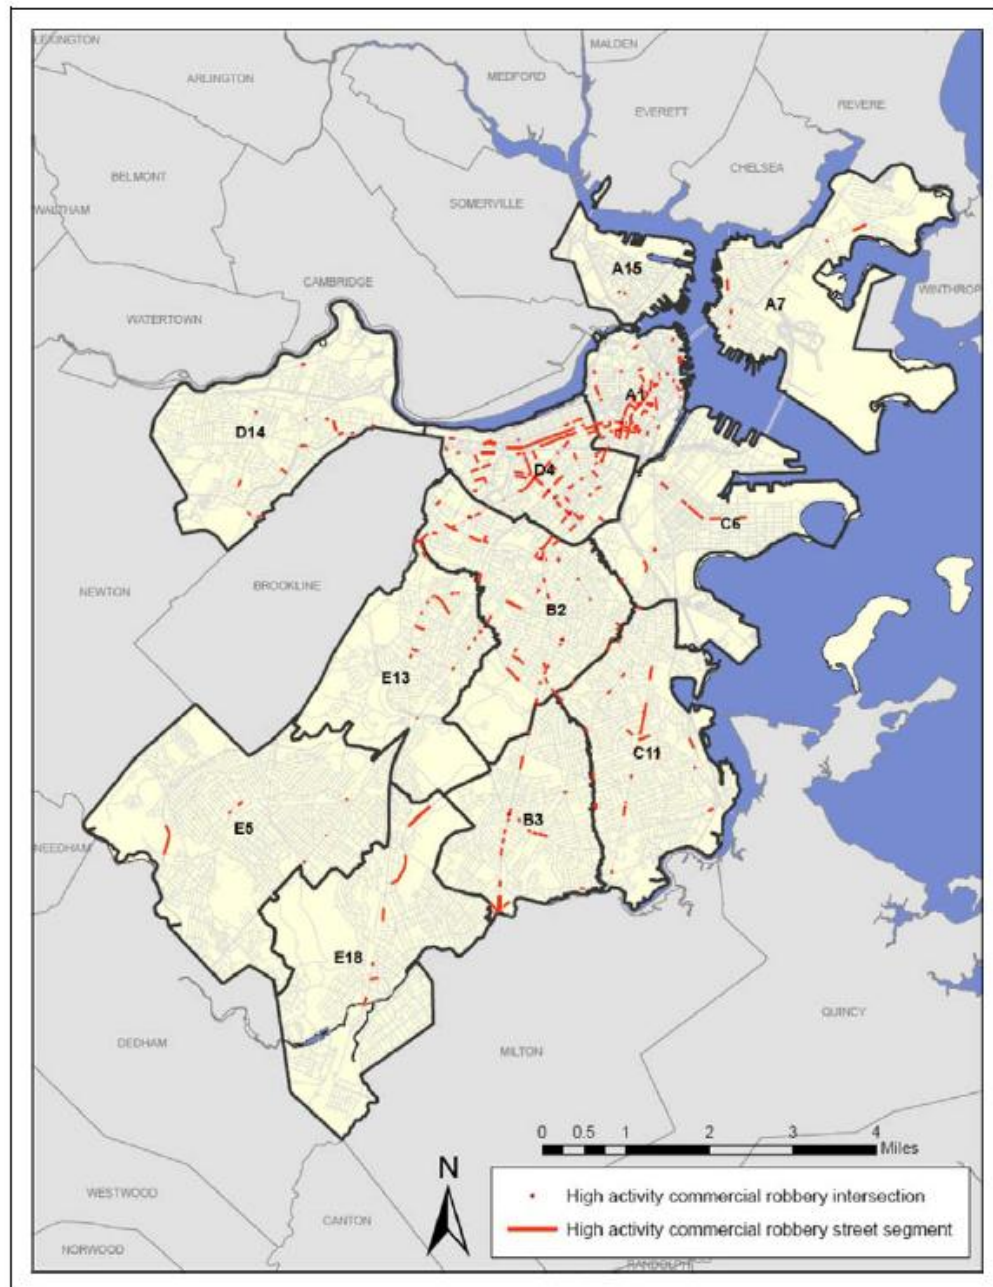 LEXINGTON
MALDEN
ARLINGTON
MEDFORD
EVERETT
REVERE
BELMONT
CHELSEA
WALTHAM
SOMERVILLE
A15
CAMBRIDGE
WINTHROP
A7
WATERTOWN
A1
D14
D4
C6
NEWTON
BROOKLINE
B2
E13
C11
E5
B3
NEEDHAM
E18
QUINCY
DEDHAM
MILTON
0 0.5 1 2 3 4
Miles
N
WESTWOOD
High activity commercial robbery intersection
CANTON
High activity commercial robbery street segment
NORWOOD
RANDOLPH